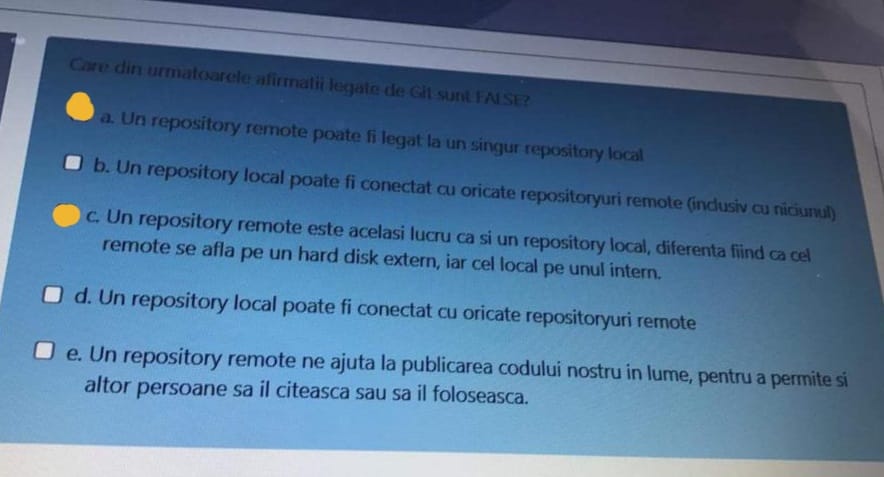 Care din urmatoarele afirmatii legate de Git sunt FALSE?
a. Un repository remote poate fi legat la un singur repository local
b. Un repository local poate fi conectat cu oricate repositoryuri remote (inclusiv cu niciunul)
c. Un repository remote este acelasi lucru ca si un repository local, diferenta fiind ca cel
remote se afla pe un hard disk extern, iar cel local pe unul intern.
d. Un repository local poate fi conectat cu oricate repositoryuri remote
e. Un repository remote ne ajuta la publicarea codului nostru in lume, pentru a permite si
altor persoane sa il citeasca sau sa il foloseasca.